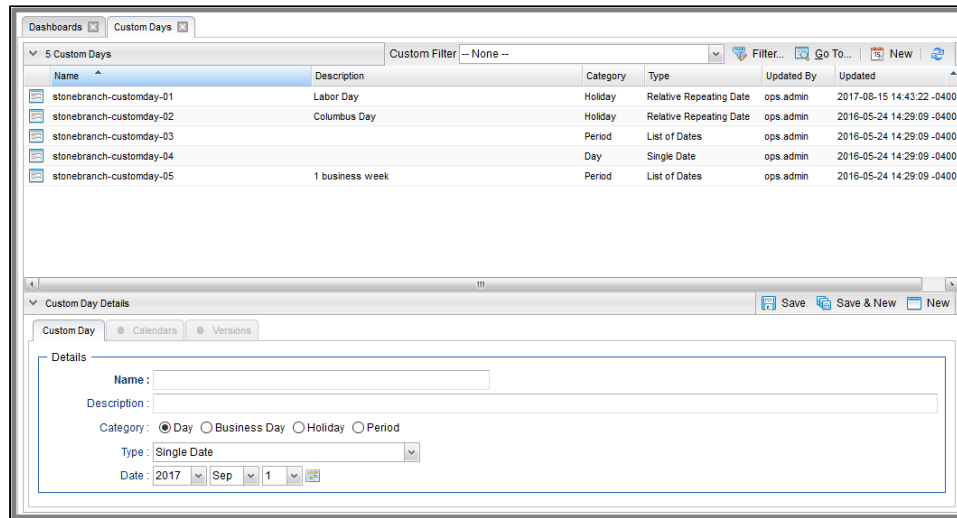 Dashboards Custom Days
5 Custom Days Custom Filter -- None -- Filter... Go To... 15 New
Name Description Category Type Updated By Updated
stonebranch-customday-01 Labor Day Holiday Relative Repeating Date ops.admin 2017-08-15 14:43:22 -0400
stonebranch-customday-02 Columbus Day Holiday Relative Repeating Date ops.admin 2016-05-24 14:29:09 -0400
stonebranch-customday-03 Period List of Dates ops.admin 2016-05-24 14:29:09 -0400
stonebranch-customday-04 Day Single Date ops.admin 2016-05-24 14:29:09 -0400
stonebranch-customday-05 1 business week Period List of Dates ops.admin 2016-05-24 14:29:09 -0400
Custom Day Details Save Save & New New
Custom Day Calendars Versions
Details
Name :
Description :
Category : Day Business Day Holiday Period
Type : Single Date
Date : 2017 Sep 1